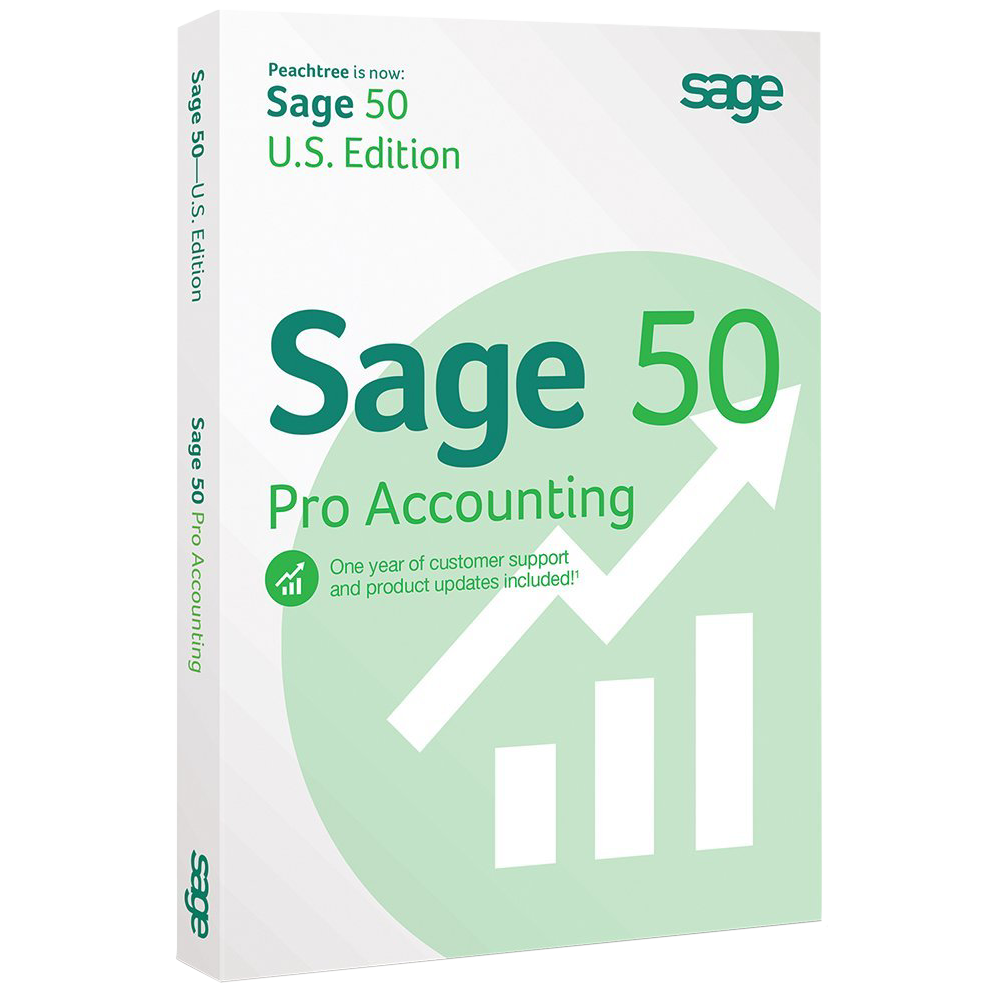 Peachtree is now:
Sage 50
U.S. Edition
sage
Sage 50
Pro Accounting
One year of customer support
and product updates included!¹
Sage 50—U.S. Edition
Sage 50 Pro Accounting
sage